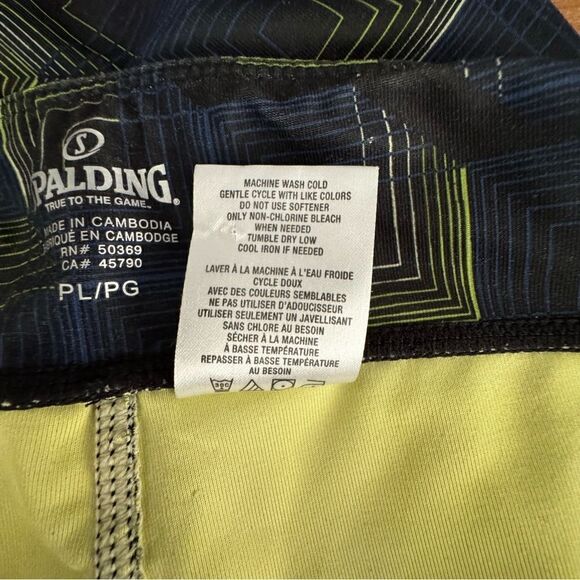 S
PALDING
TRUE TO THE GAME
MADE IN CAMBODIA
RIQUÉ EN CAMBODGE
RN# 50369
CA# 45790
PL/PG
MACHINE WASH COLD
GENTLE CYCLE WITH LIKE COLORS
DO NOT USE SOFTENER
ONLY NON-CHLORINE BLEACH
WHEN NEEDED
TUMBLE DRY LOW
COOL IRON IF NEEDED
LAVER À LA MACHINE À L'EAU FROIDE
CYCLE DOUX
AVEC DES COULEURS SEMBLABLES
NE PAS UTILISER D'ADOUCISSEUR
UTILISER SEULEMENT UN JAVELLISANT
SANS CHLORE AU BESOIN
SÉCHER À LA MACHINE
À BASSE TEMPÉRATURE
REPASSER À BASSE TEMPÉRATURE
AU BESOIN